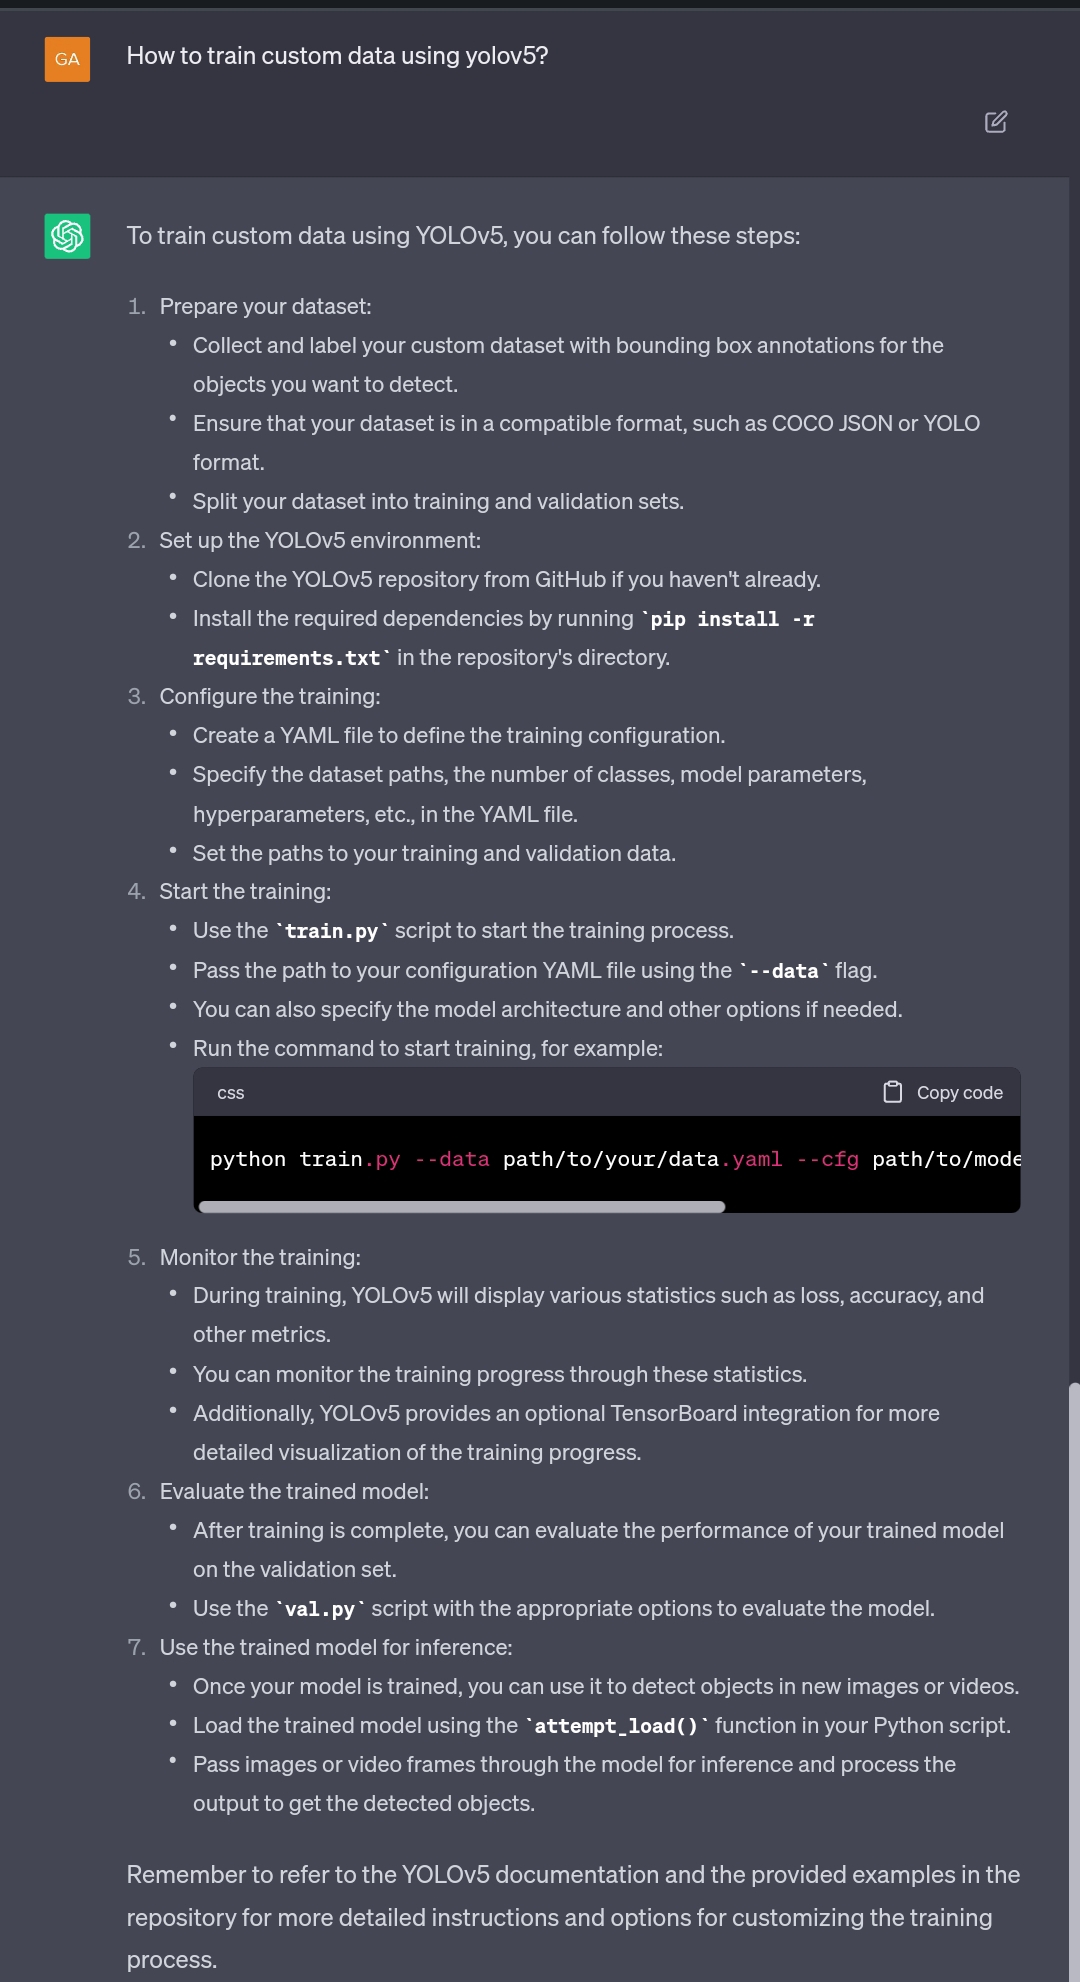 GA
How to train custom data using yolov5?
To train custom data using YOLOv5, you can follow these steps:
1. Prepare your dataset:
• Collect and label your custom dataset with bounding box annotations for the
objects you want to detect.
• Ensure that your dataset is in a compatible format, such as COCO JSON or YOLO
format.
• Split your dataset into training and validation sets.
2. Set up the YOLOv5 environment:
• Clone the YOLOv5 repository from GitHub if you haven't already.
• Install the required dependencies by running `pip install -r
requirements.txt` in the repository's directory.
3. Configure the training:
• Create a YAML file to define the training configuration.
• Specify the dataset paths, the number of classes, model parameters,
hyperparameters, etc., in the YAML file.
• Set the paths to your training and validation data.
4. Start the training:
• Use the `train.py` script to start the training process.
• Pass the path to your configuration YAML file using the `--data` flag.
• You can also specify the model architecture and other options if needed.
• Run the command to start training, for example:
css Copy code
python train.py --data path/to/your/data.yaml --cfg path/to/mode
5. Monitor the training:
• During training, YOLOv5 will display various statistics such as loss, accuracy, and
other metrics.
• You can monitor the training progress through these statistics.
• Additionally, YOLOv5 provides an optional TensorBoard integration for more
detailed visualization of the training progress.
6. Evaluate the trained model:
• After training is complete, you can evaluate the performance of your trained model
on the validation set.
• Use the `val.py` script with the appropriate options to evaluate the model.
7. Use the trained model for inference:
• Once your model is trained, you can use it to detect objects in new images or videos.
• Load the trained model using the `attempt_load()` function in your Python script.
• Pass images or video frames through the model for inference and process the
output to get the detected objects.
Remember to refer to the YOLOv5 documentation and the provided examples in the
repository for more detailed instructions and options for customizing the training
process.